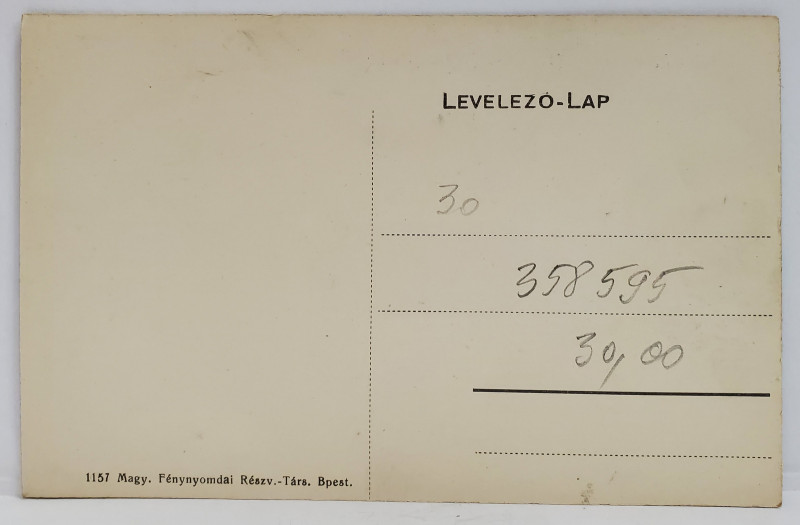 LEVELEZŐ-LAP
30
358595
30,00
1157 Magy. Fénynyomdai Részv.-Társ. Bpest.